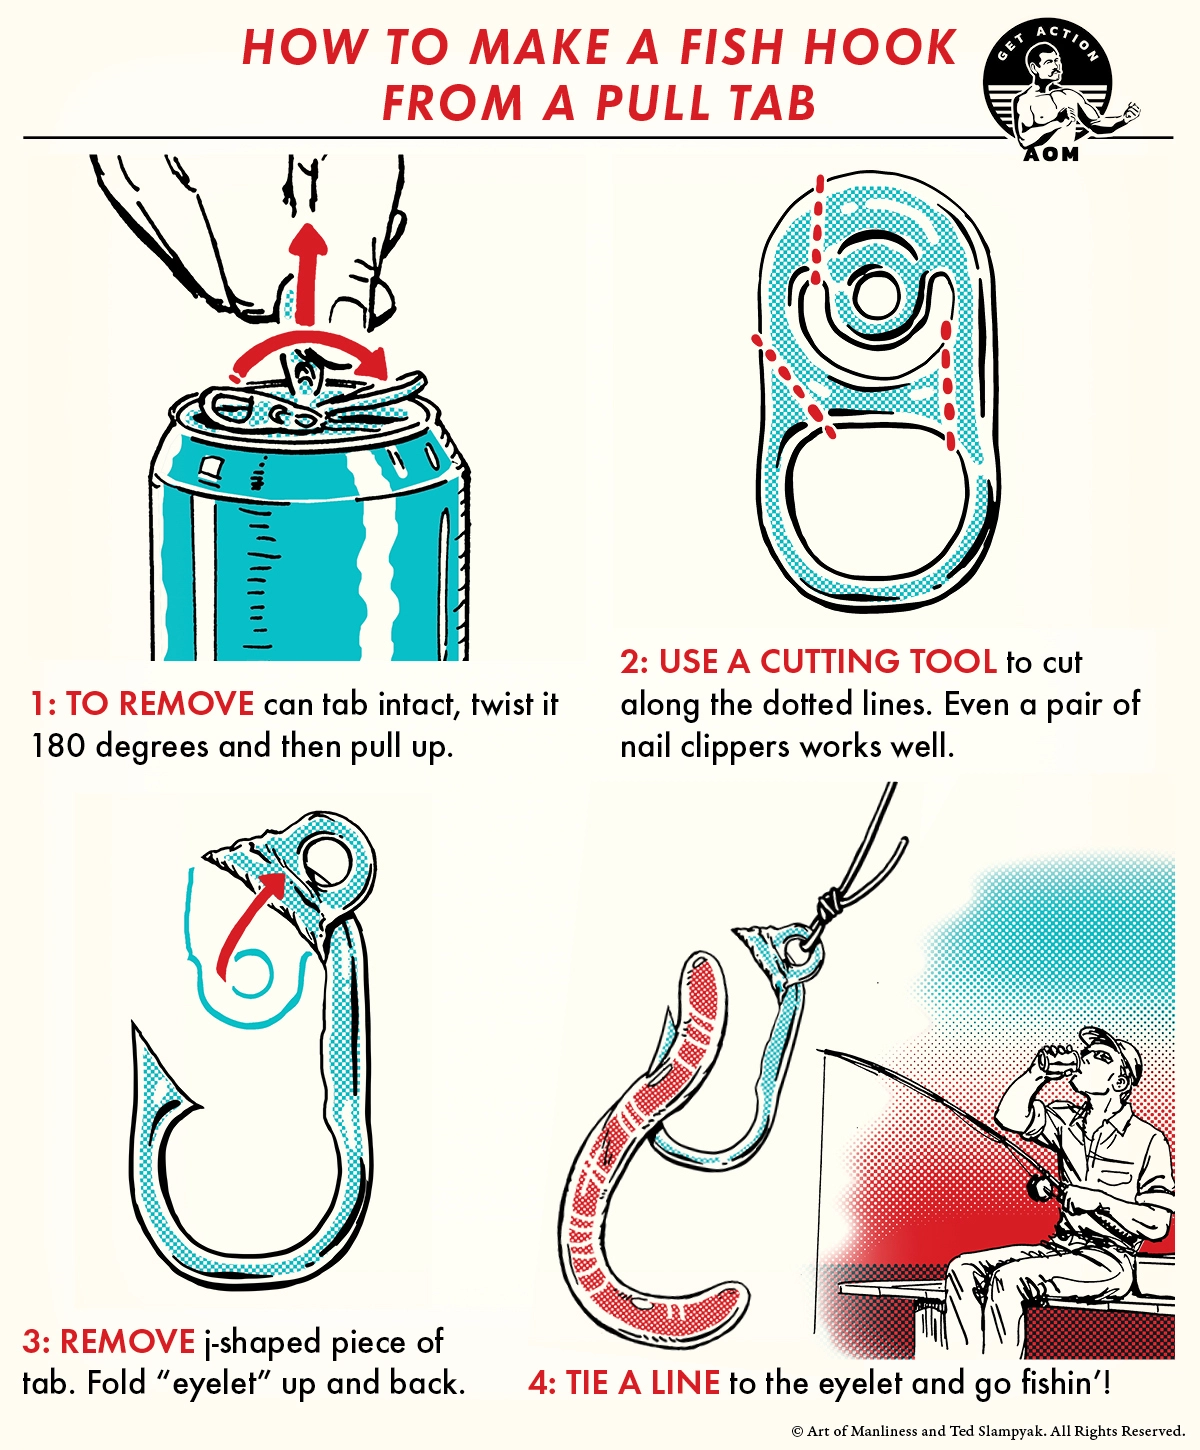 HOW TO MAKE A FISH HOOK
FROM A PULL TAB
GET ACTION
AOM
1: TO REMOVE can tab intact, twist it
180 degrees and then pull up.
2: USE A CUTTING TOOL to cut
along the dotted lines. Even a pair of
nail clippers works well.
3: REMOVE j-shaped piece of
tab. Fold “eyelet” up and back.
4: TIE A LINE to the eyelet and go fishin’!
© Art of Manliness and Ted Slampyak. All Rights Reserved.